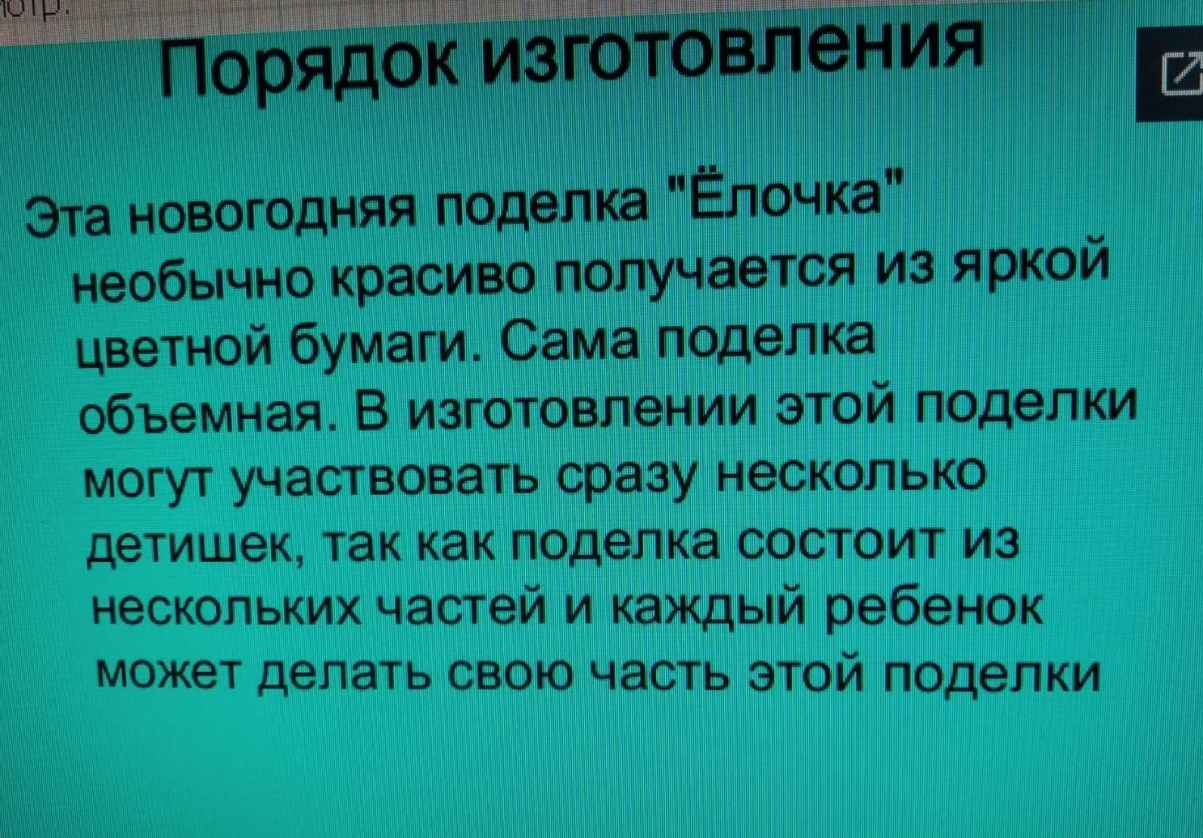 Порядок изготовления
Эта новогодняя поделка "Ёлочка"
необычно красиво получается из яркой
цветной бумаги. Сама поделка
объемная. В изготовлении этой поделки
могут участвовать сразу несколько
детишек, так как поделка состоит из
нескольких частей и каждый ребенок
может делать свою часть этой поделки